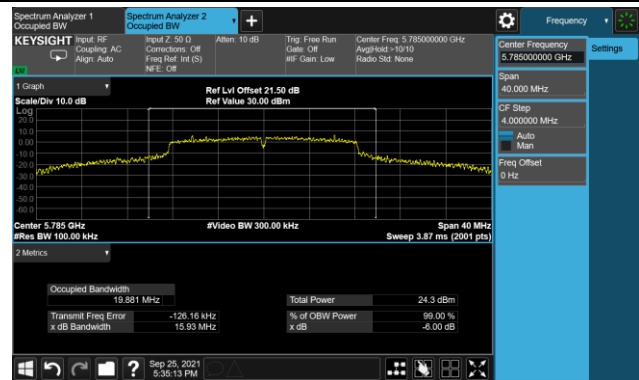 Spectrum Analyzer 1
Occupied BW
Spectrum Analyzer 2
Occupied BW
Frequency
KEYSIGHT
Input: RF
Coupling: AC
Align: Auto
Input Z: 50 Ω
Corrections: Off
Freq Ref: Int (S)
NFE: Off
Atten: 10 dB
Trig: Free Run
Gate: Off
#IF Gain: Low
Center Freq: 5.785000000 GHz
Avg|Hold:>10/10
Radio Std: None
LXI
Center Frequency
5.785000000 GHz
Settings
Span
40.000 MHz
CF Step
4.000000 MHz
Auto
Man
Freq Offset
0 Hz
1 Graph
Scale/Div 10.0 dB
Ref Lvl Offset 21.50 dB
Ref Value 30.00 dBm
Log
20.0
10.0
0.00
-10.0
-20.0
-30.0
-40.0
-50.0
-60.0
Center 5.785 GHz
#Video BW 300.00 kHz
Span 40 MHz
#Res BW 100.00 kHz
Sweep 3.87 ms (2001 pts)
2 Metrics
Occupied Bandwidth
19.881 MHz
Total Power
24.3 dBm
Transmit Freq Error
-126.16 kHz
% of OBW Power
99.00 %
x dB Bandwidth
15.93 MHz
x dB
-6.00 dB
?
Sep 25, 2021
5:35:13 PM